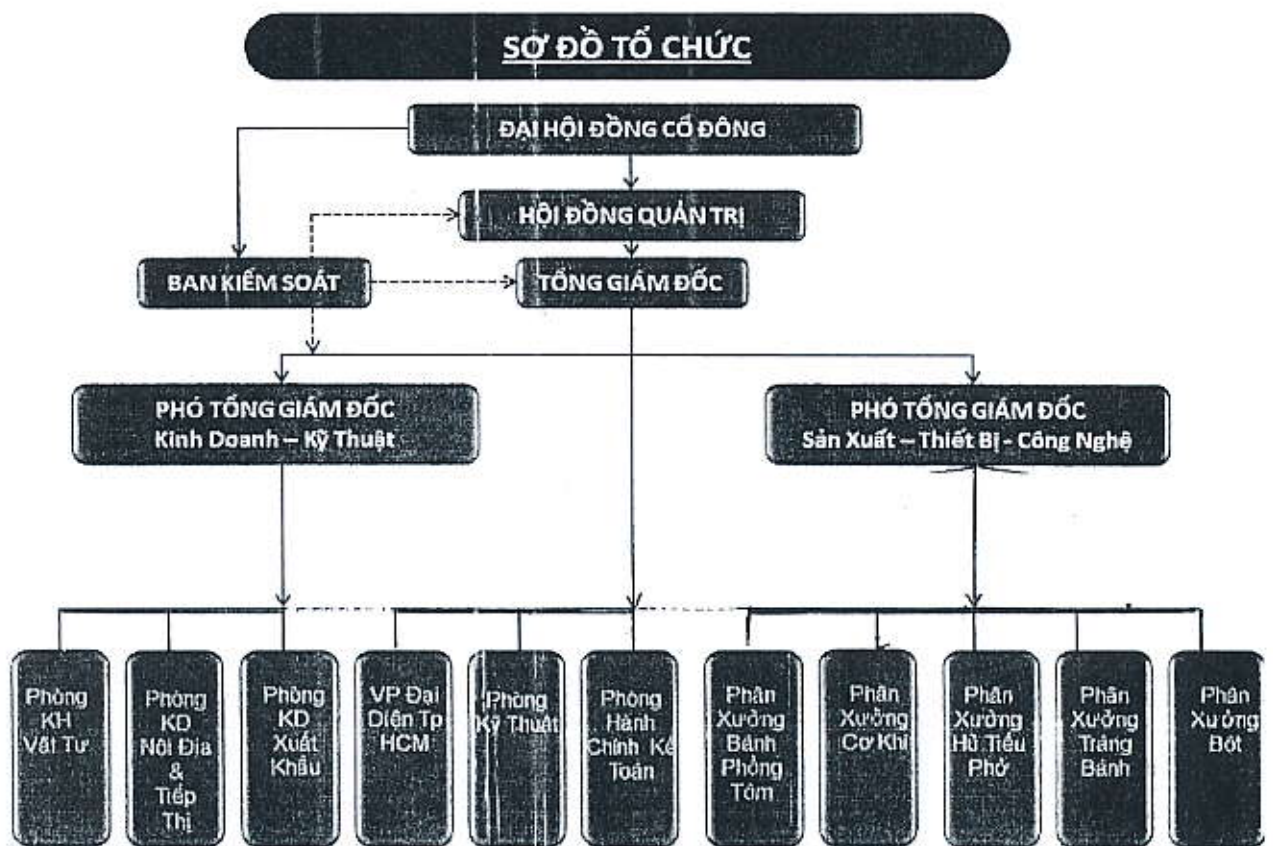 SƠ ĐỒ TỔ CHỨC
ĐẠI HỘI ĐỒNG CỔ ĐÔNG
HỘI ĐỒNG QUẢN TRỊ
BAN KIỂM SOÁT
TỔNG GIÁM ĐỐC
PHÓ TỔNG GIÁM ĐỐC
Kinh Doanh – Kỹ Thuật
PHÓ TỔNG GIÁM ĐỐC
Sản Xuất – Thiết Bị - Công Nghệ
Phòng
KH
Vật Tư
Phòng
KD
Nội Địa
&
Tiếp
Thị
Phòng
KD
Xuất
Khẩu
VP Đại
Diện Tp
HCM
Phòng
Kỹ Thuật
Phòng
Hành
Chính Kế
Toán
Phân
Xưởng
Bánh
Phồng
Tôm
Phân
Xưởng
Cơ Khí
Phân
Xưởng
Hủ Tiếu
Phở
Phân
Xưởng
Tráng
Bánh
Phân
Xưởng
Bột